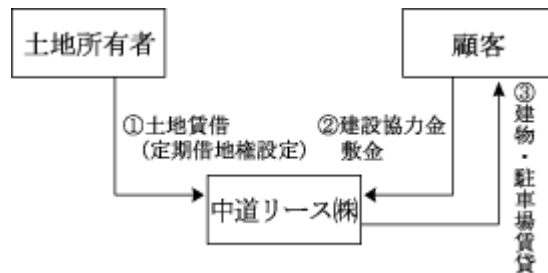 土地所有者
顧客
①土地賃借
(定期借地権設定)
②建設協力金
敷金
③建物・駐車場賃貸
中道リース㈱